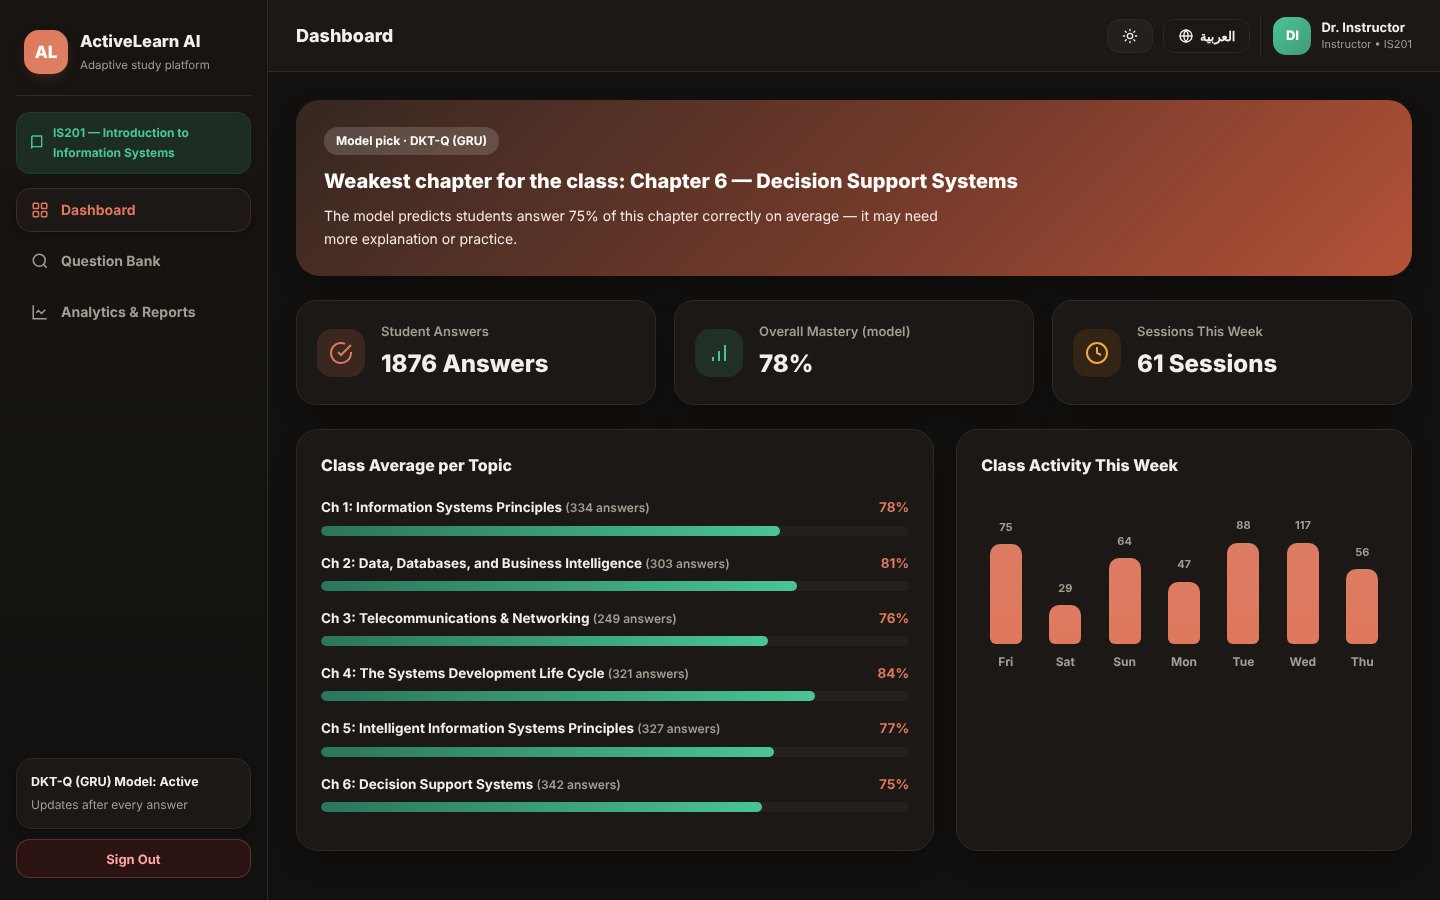 AL
ActiveLearn AI
Adaptive study platform
IS201 — Introduction to
Information Systems
Dashboard
Question Bank
Analytics & Reports
DKT-Q (GRU) Model: Active
Updates after every answer
Sign Out
Dashboard
العربية
DI
Dr. Instructor
Instructor • IS201
Model pick · DKT-Q (GRU)
Weakest chapter for the class: Chapter 6 — Decision Support Systems
The model predicts students answer 75% of this chapter correctly on average — it may need
more explanation or practice.
Student Answers
1876 Answers
Overall Mastery (model)
78%
Sessions This Week
61 Sessions
Class Average per Topic
Ch 1: Information Systems Principles (334 answers) 78%
Ch 2: Data, Databases, and Business Intelligence (303 answers) 81%
Ch 3: Telecommunications & Networking (249 answers) 76%
Ch 4: The Systems Development Life Cycle (321 answers) 84%
Ch 5: Intelligent Information Systems Principles (327 answers) 77%
Ch 6: Decision Support Systems (342 answers) 75%
Class Activity This Week
75 29 64 47 88 117 56
Fri Sat Sun Mon Tue Wed Thu